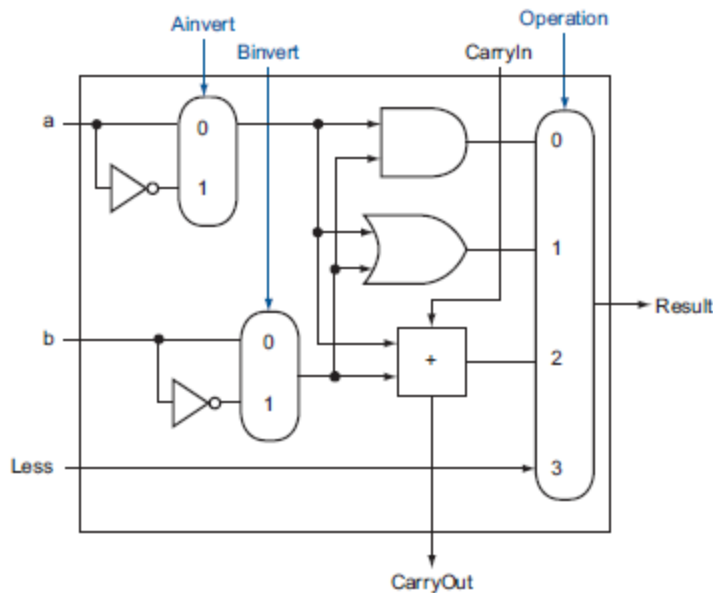 Ainvert
Operation
Binvert
CarryIn
a
0
0
1
1
Result
b
0
+
2
1
Less
3
CarryOut